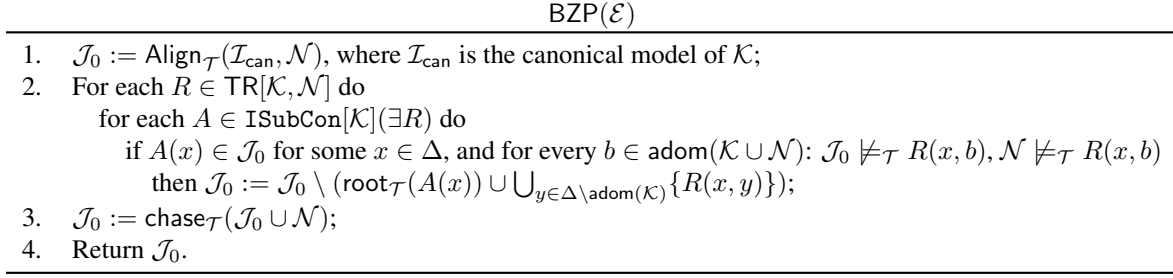 BZP(ℰ)
1. 𝒥₀ := Align_𝒯(ℐ_can, 𝒩), where ℐ_can is the canonical model of 𝒦;
2. For each R ∈ TR[𝒦, 𝒩] do
for each A ∈ ISubCon[𝒦](∃R) do
if A(x) ∈ 𝒥₀ for some x ∈ Δ, and for every b ∈ adom(𝒦 ∪ 𝒩): 𝒥₀ ⊭_𝒯 R(x, b), 𝒩 ⊭_𝒯 R(x, b)
then 𝒥₀ := 𝒥₀ \ (root_𝒯(A(x)) ∪ ⋃_{y∈Δ\adom(𝒦)}{R(x, y)});
3. 𝒥₀ := chase_𝒯(𝒥₀ ∪ 𝒩);
4. Return 𝒥₀.